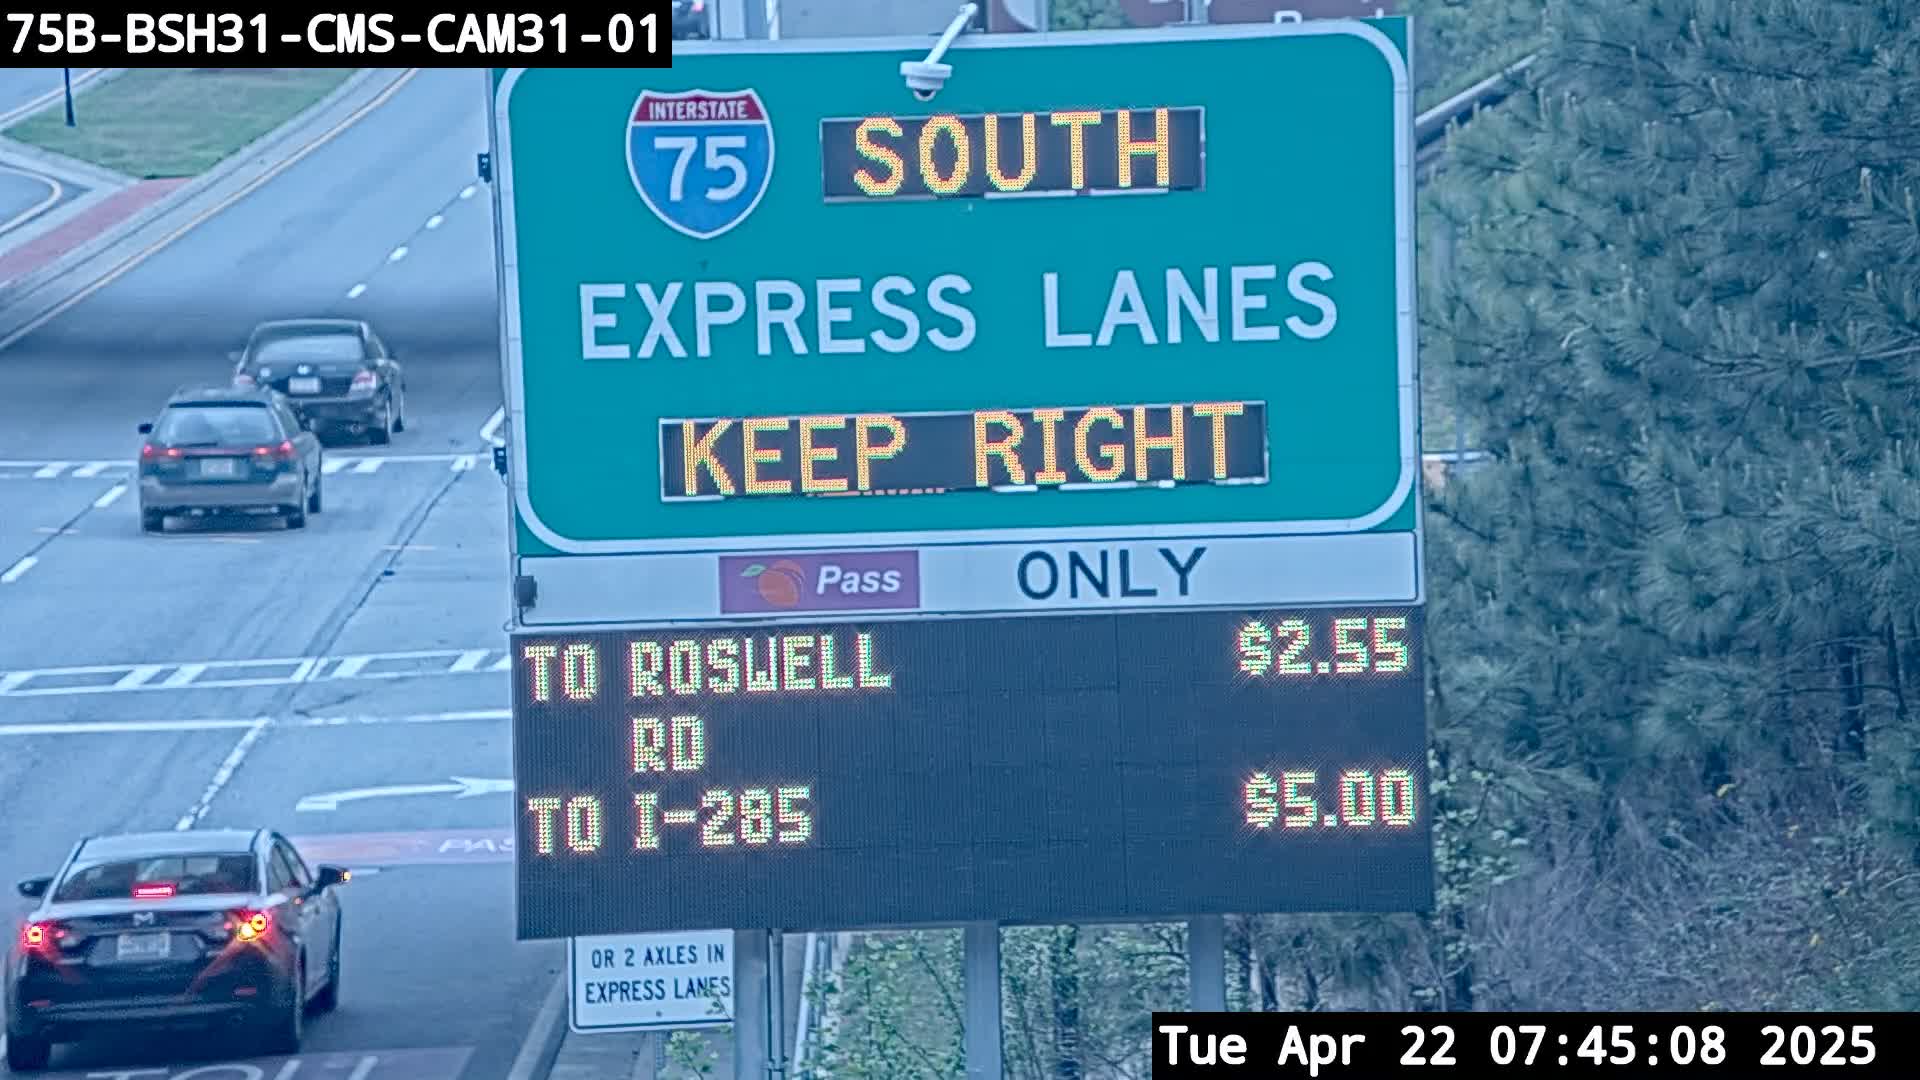 75B-BSH31-CMS-CAM31-01
INTERSTATE
75
SOUTH
EXPRESS LANES
KEEP RIGHT
Pass ONLY
TO ROSWELL $2.55
RD
TO I-285 $5.00
OR 2 AXLES IN
EXPRESS LANES
Tue Apr 22 07:45:08 2025